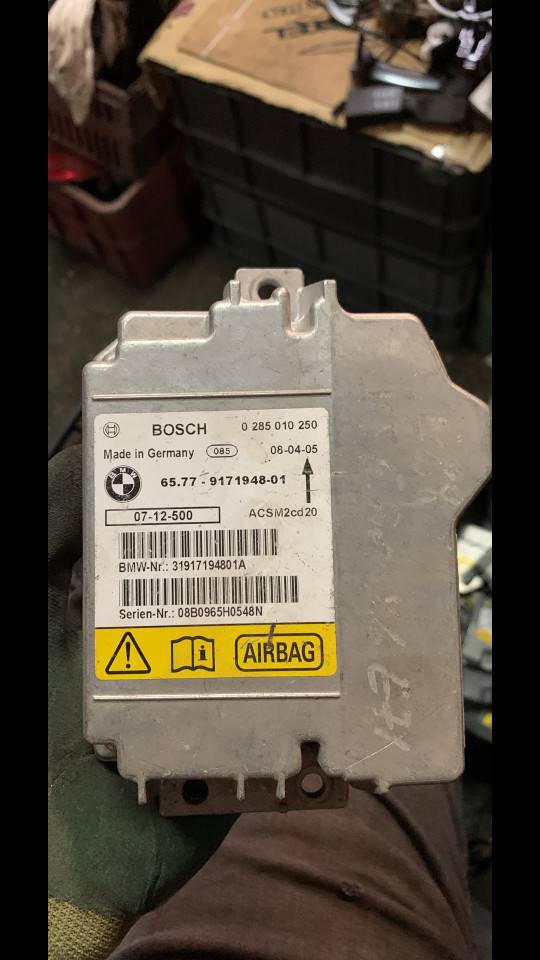 BOSCH 0 285 010 250
Made in Germany 085 08-04-05
BMW 65.77 - 9171948-01
07-12-500 ACSM2cd20
BMW-Nr.: 31917194801A
Serien-Nr.: 08B0965H0548N
AIRBAG